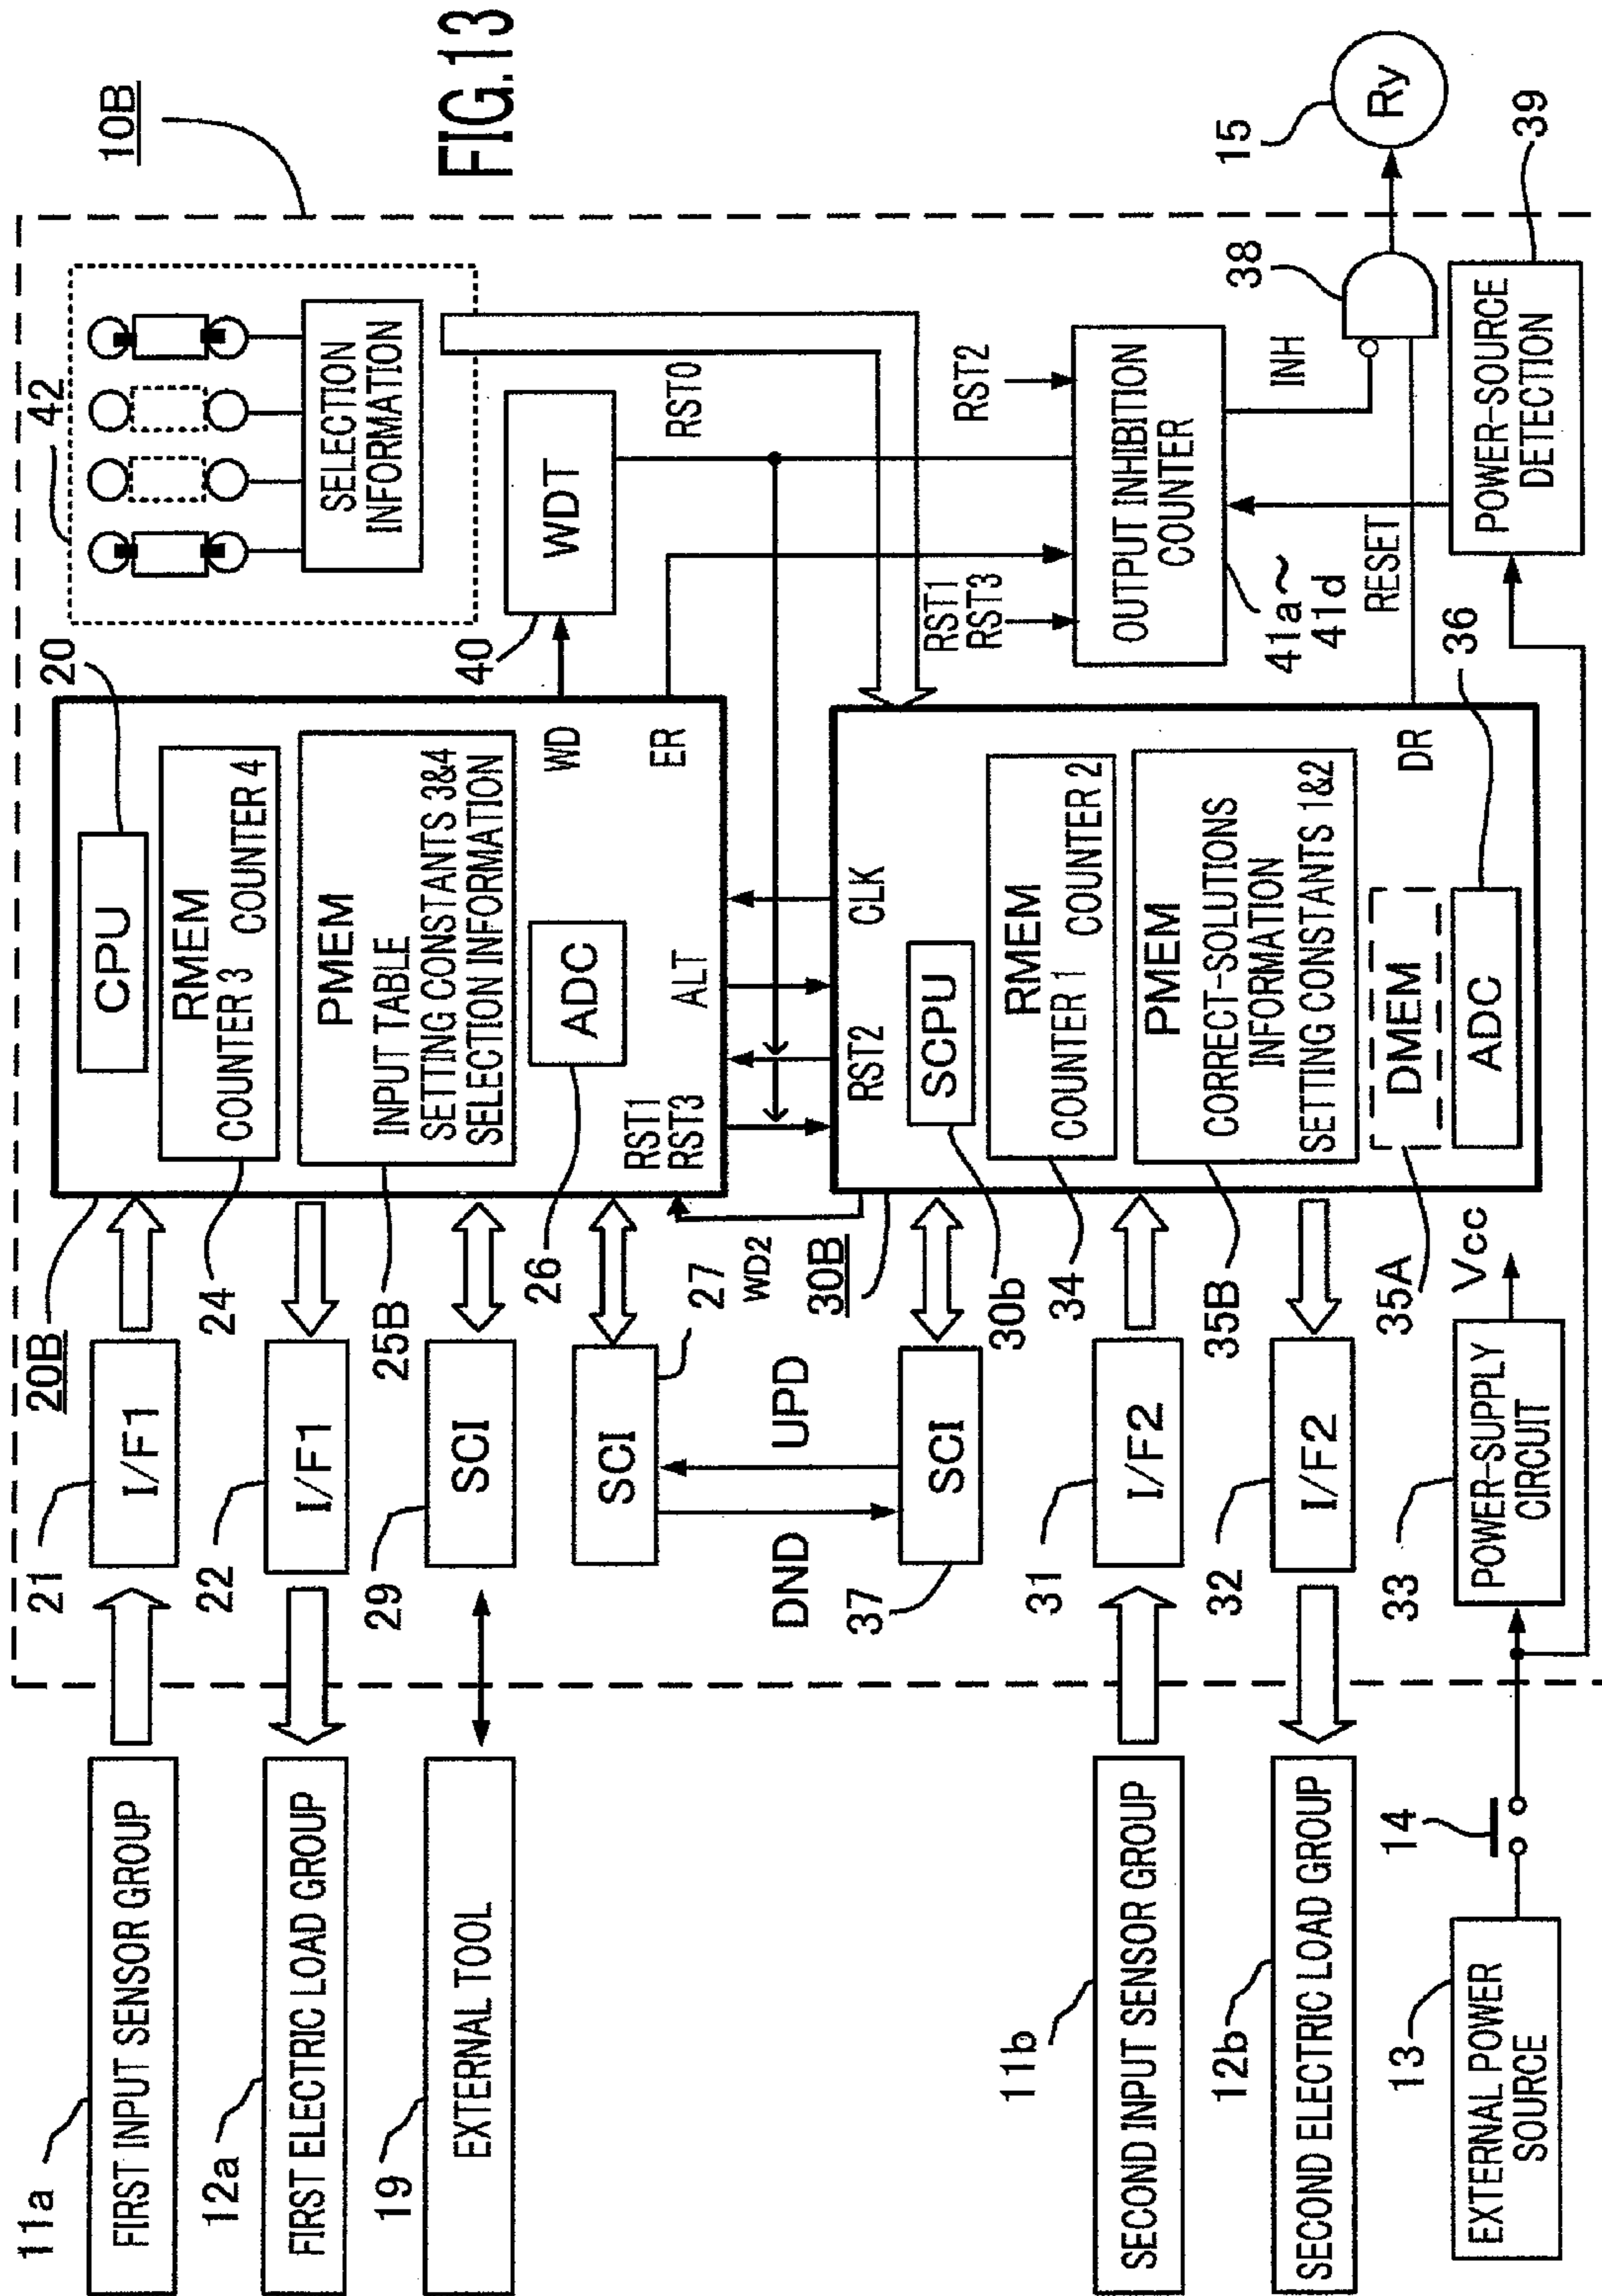 FIG.13
10B
11a
FIRST INPUT SENSOR GROUP
21
I/F1
20B
CPU
20
42
SELECTION
INFORMATION
24
RMEM
COUNTER 3 COUNTER 4
12a
FIRST ELECTRIC LOAD GROUP
22
I/F1
25B
PMEM
INPUT TABLE
SETTING CONSTANTS 3&4
SELECTION INFORMATION
19
EXTERNAL TOOL
29
SCI
26
ADC
WD
40
WDT
ER
RST0
27
SCI
RST1
RST3
ALT
WD2
DND
UPD
37
SCI
30B
RST2
CLK
30b
SCPU
RST1
RST3
RST2
OUTPUT INHIBITION
COUNTER
41a~
41d
INH
38
15
Ry
34
RMEM
COUNTER 1 COUNTER 2
11b
SECOND INPUT SENSOR GROUP
31
I/F2
35B
PMEM
CORRECT-SOLUTIONS
INFORMATION
SETTING CONSTANTS 1&2
12b
SECOND ELECTRIC LOAD GROUP
32
I/F2
35A
DMEM
DR
RESET
36
ADC
39
POWER-SOURCE
DETECTION
13
EXTERNAL POWER
SOURCE
14
33
POWER-SUPPLY
CIRCUIT
Vcc